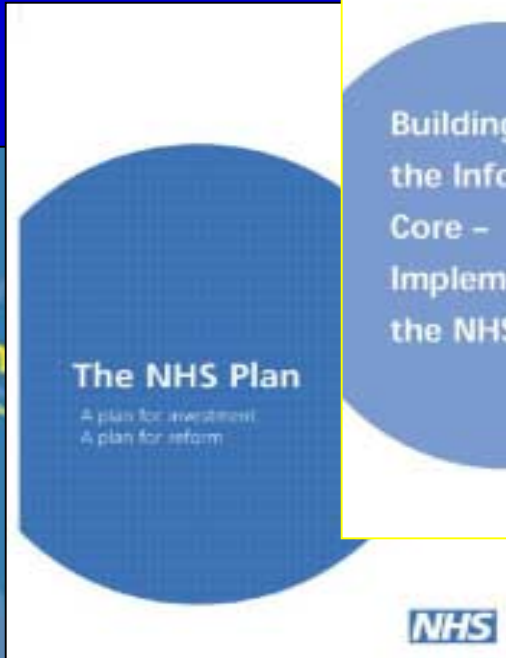 The NHS Plan
A plan for investment
A plan for reform
Building
the Info
Core –
Implem
the NHS
NHS